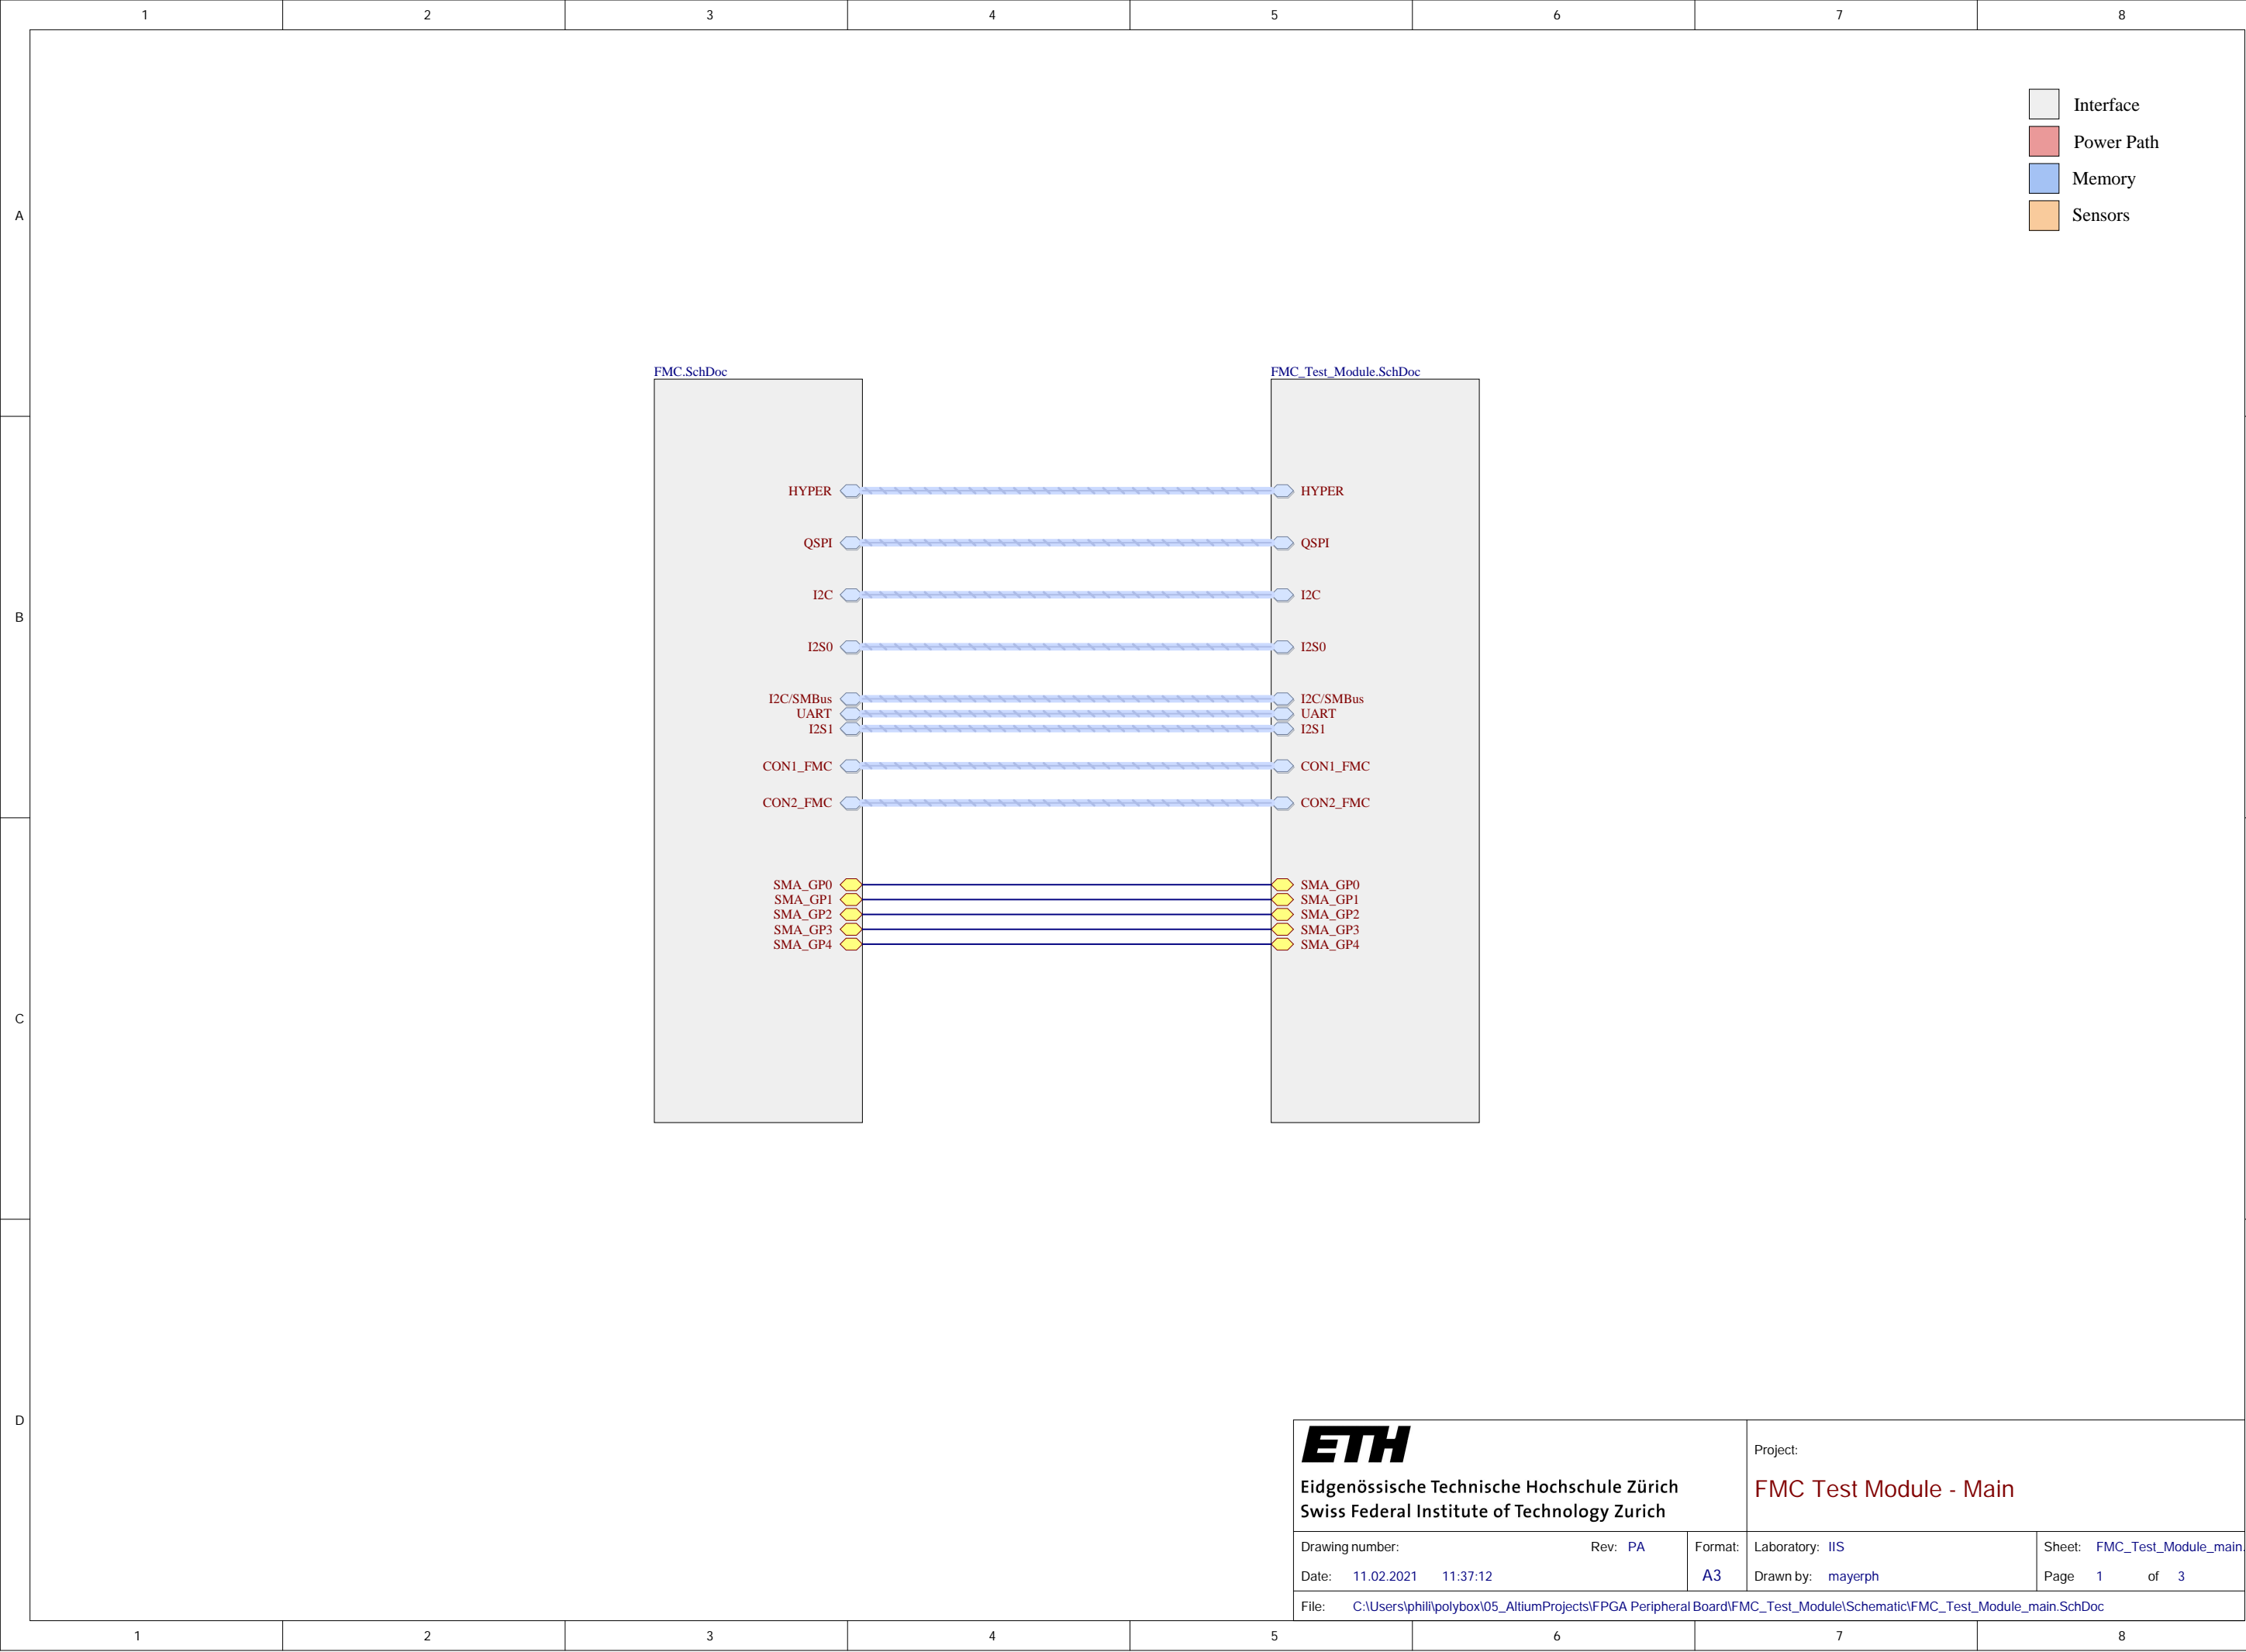 1 2 3 4 5 6 7 8
Interface
Power Path
Memory
Sensors
A
B
C
D
FMC.SchDoc
FMC_Test_Module.SchDoc
HYPER HYPER
QSPI QSPI
I2C I2C
I2S0 I2S0
I2C/SMBus I2C/SMBus
UART UART
I2S1 I2S1
CON1_FMC CON1_FMC
CON2_FMC CON2_FMC
SMA_GP0 SMA_GP0
SMA_GP1 SMA_GP1
SMA_GP2 SMA_GP2
SMA_GP3 SMA_GP3
SMA_GP4 SMA_GP4
ETH
Eidgenössische Technische Hochschule Zürich
Swiss Federal Institute of Technology Zurich
Project:
FMC Test Module - Main
Drawing number: Rev: PA
Date: 11.02.2021 11:37:12
Format:
A3
Laboratory: IIS
Drawn by: mayerph
Sheet: FMC_Test_Module_main.
Page 1 of 3
File: C:\Users\phili\polybox\05_AltiumProjects\FPGA Peripheral Board\FMC_Test_Module\Schematic\FMC_Test_Module_main.SchDoc
1 2 3 4 5 6 7 8